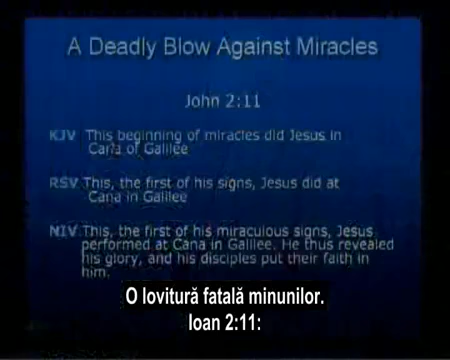 A Deadly Blow Against Miracles
John 2:11
KJV This beginning of miracles did Jesus in
Cana of Galilee
RSV This, the first of his signs, Jesus did at
Cana in Galilee
NIV This, the first of his miraculous signs, Jesus
performed at Cana in Galilee. He thus revealed
his glory, and his disciples put their faith in
him.
O lovitură fatală minunilor.
Ioan 2:11: